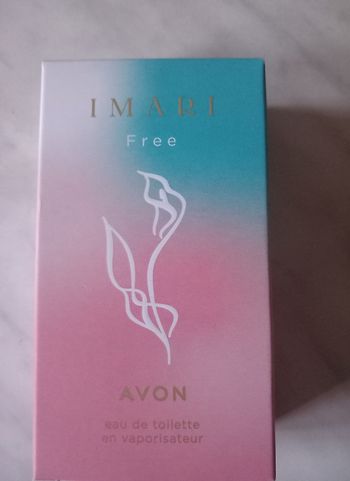 IMARI
Free
AVON
eau de toilette
en vaporisateur